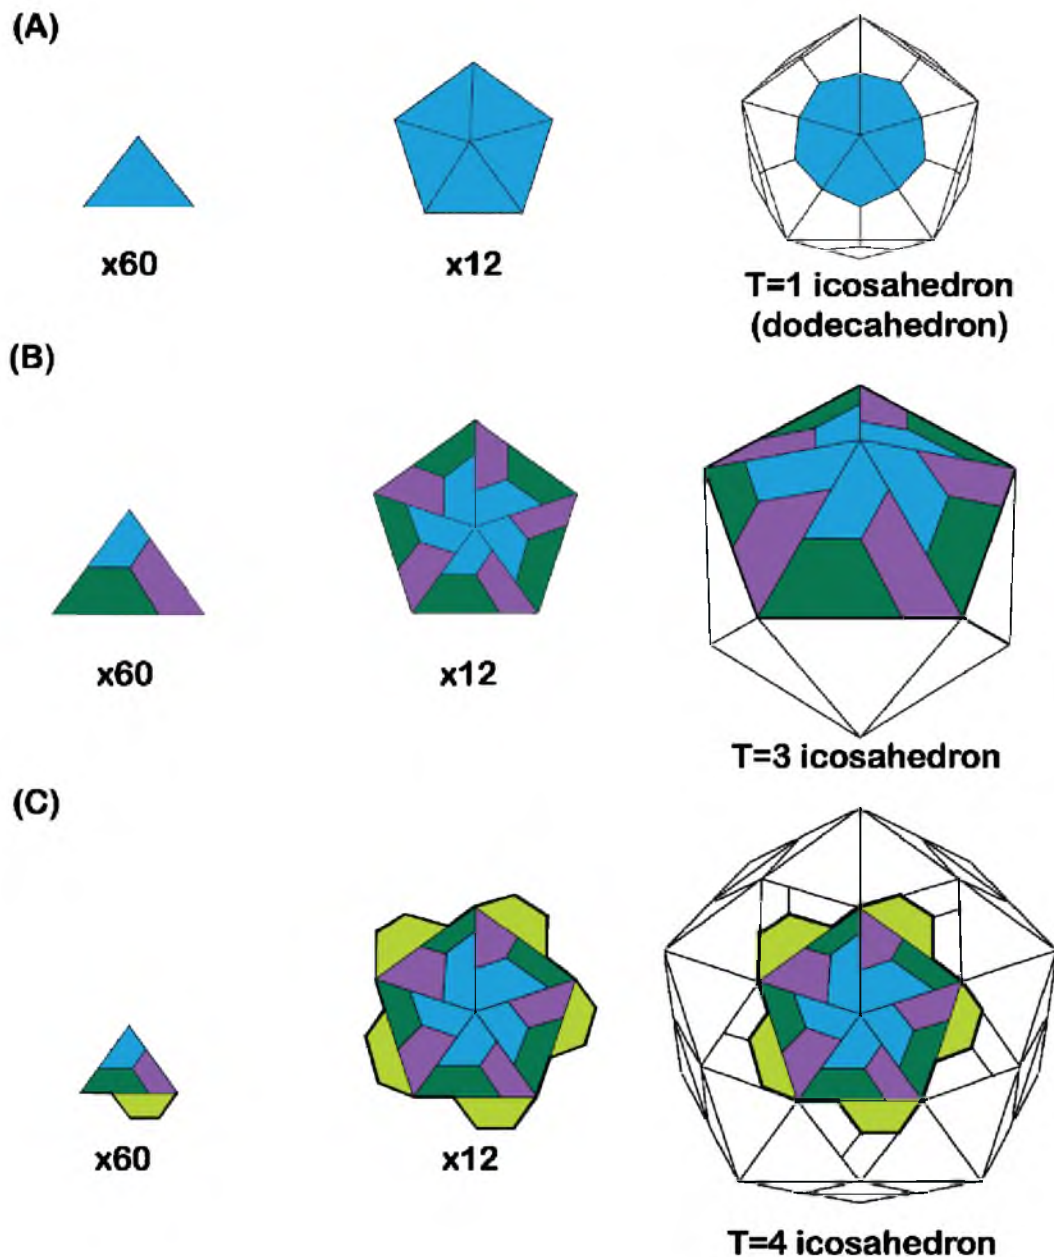 (A)
x60
x12
T=1 icosahedron
(dodecahedron)
(B)
x60
x12
T=3 icosahedron
(C)
x60
x12
T=4 icosahedron